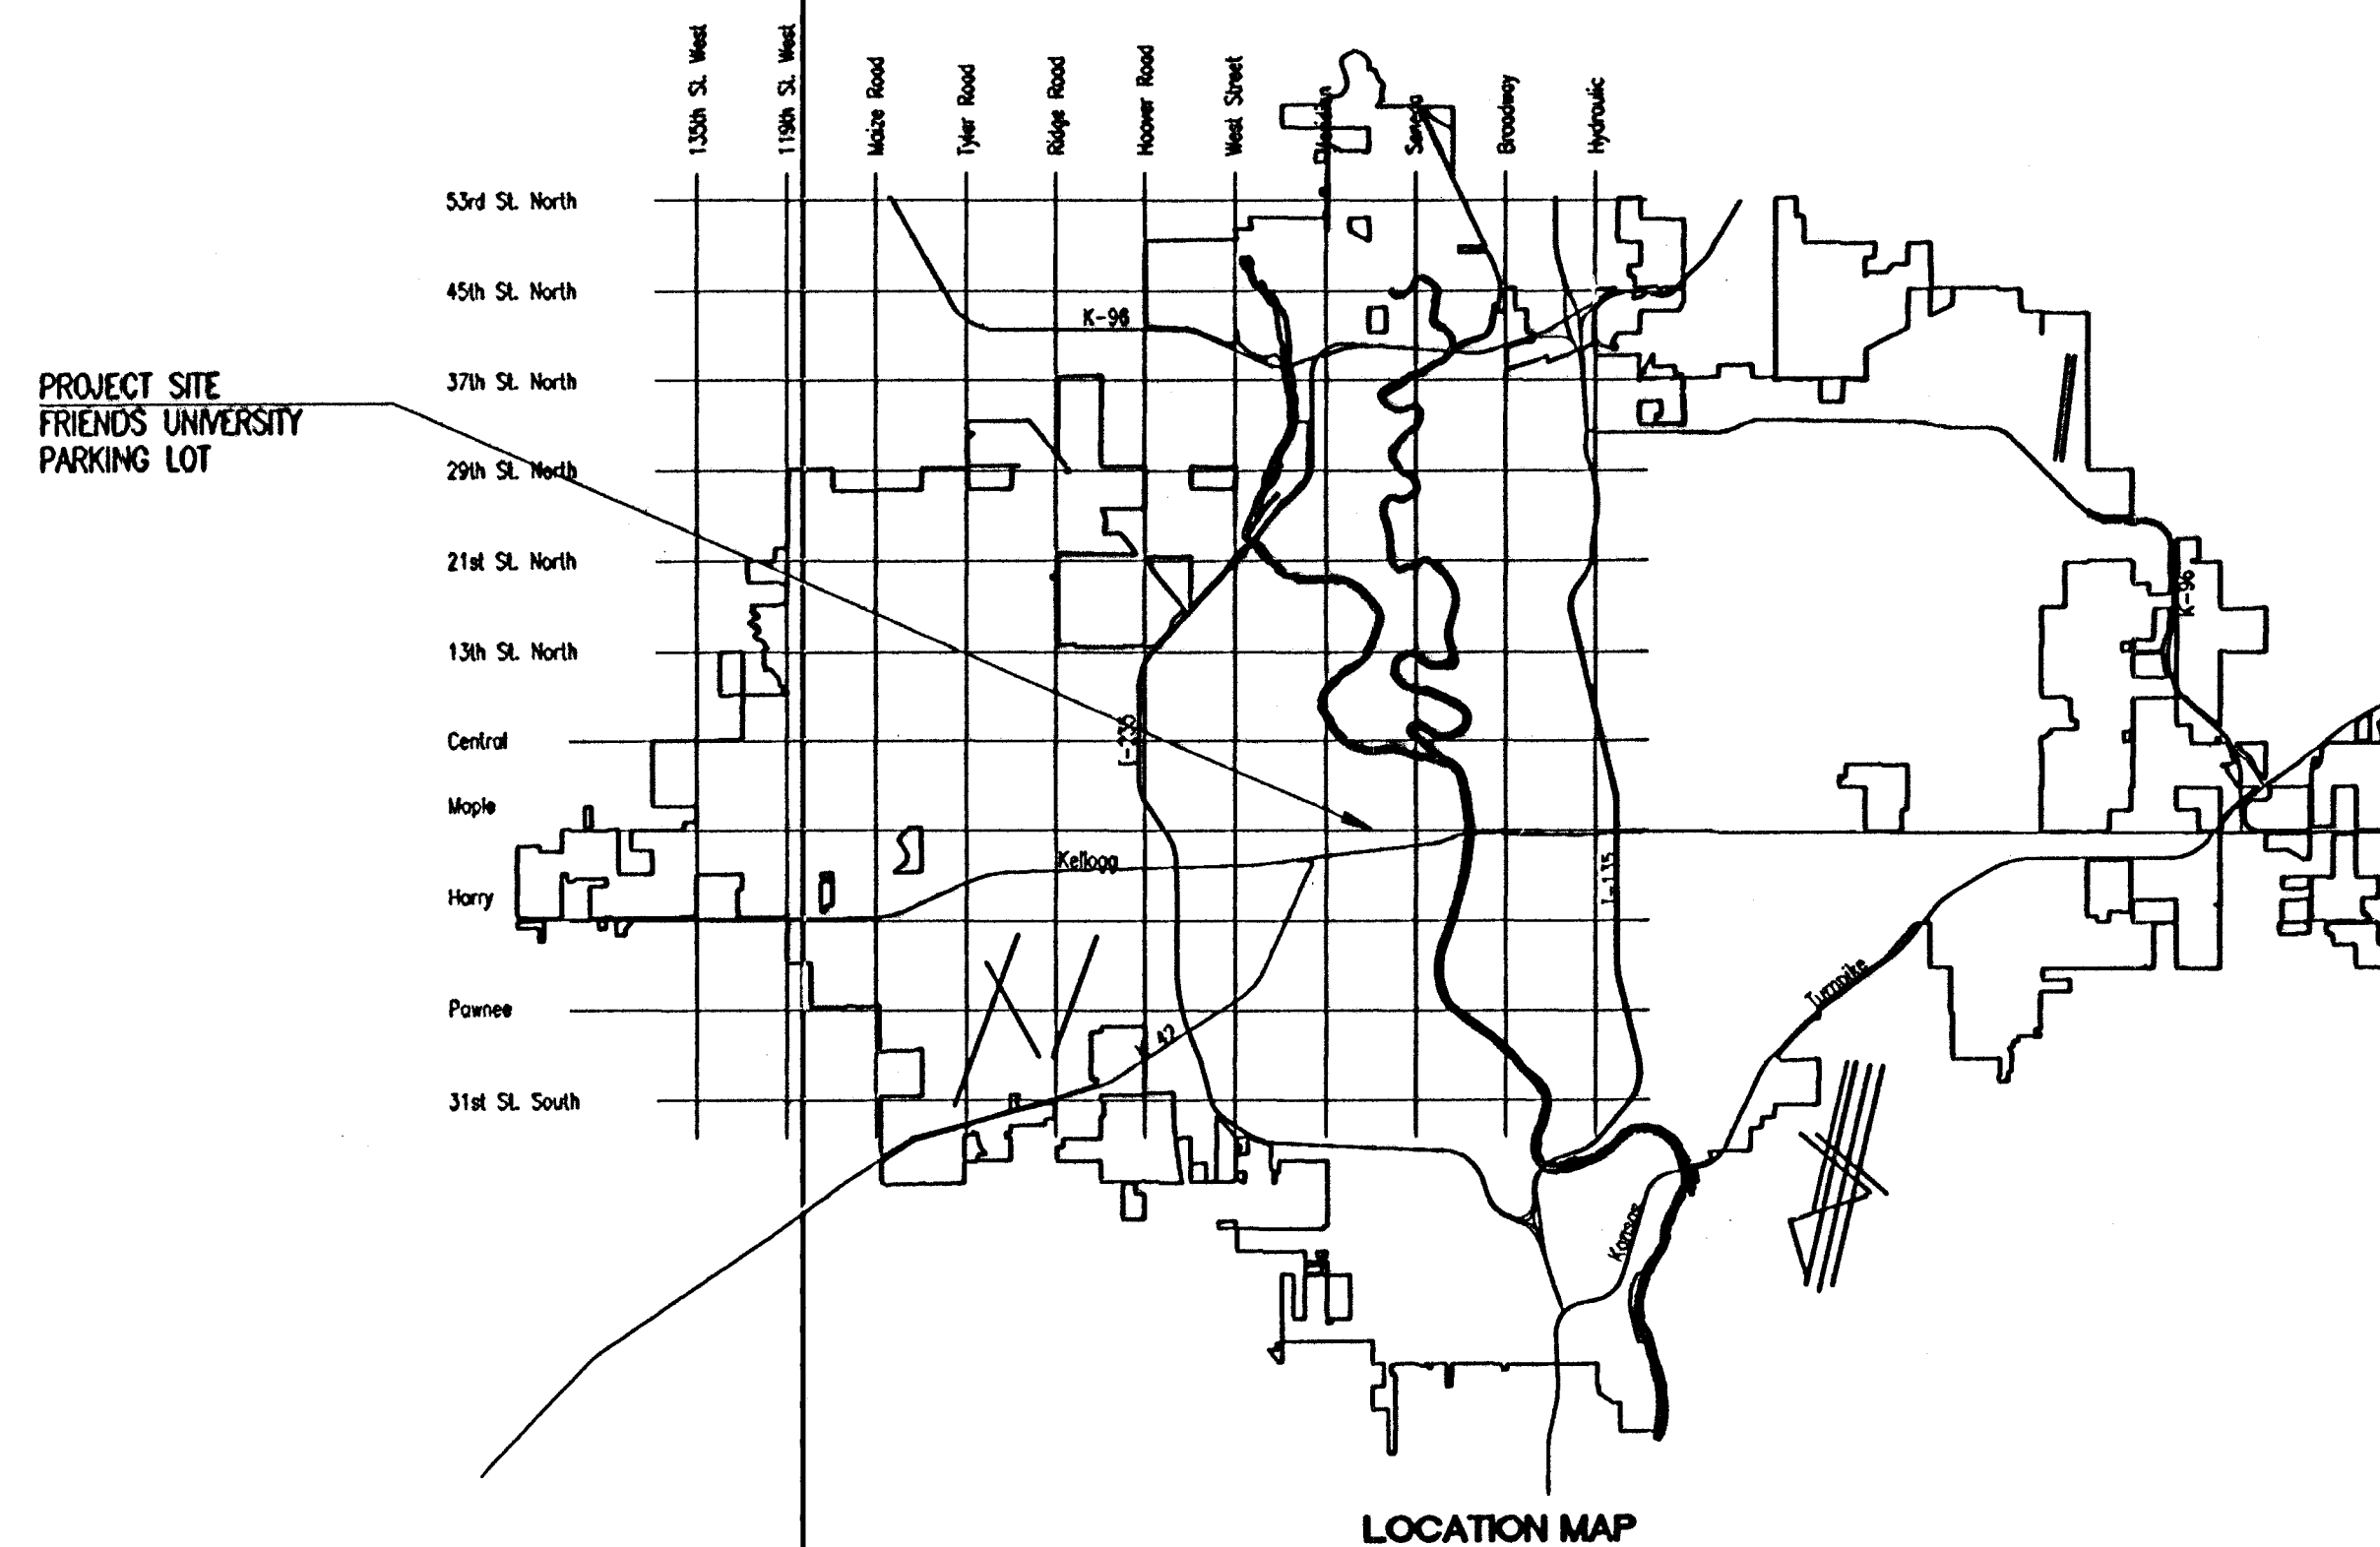 135th St. West
119th St. West
Maize Road
Tyler Road
Ridge Road
Hoover Road
West Street
Meridian
Seneca
Broadway
Hydraulic
53rd St. North
45th St. North
K-96
PROJECT SITE
FRIENDS UNIVERSITY
PARKING LOT
37th St. North
29th St. North
21st St. North
K-96
13th St. North
I-235
Central
Maple
Kellogg
I-135
Harry
Turnpike
Pawnee
K 42
31st St. South
Kansas
LOCATION MAP